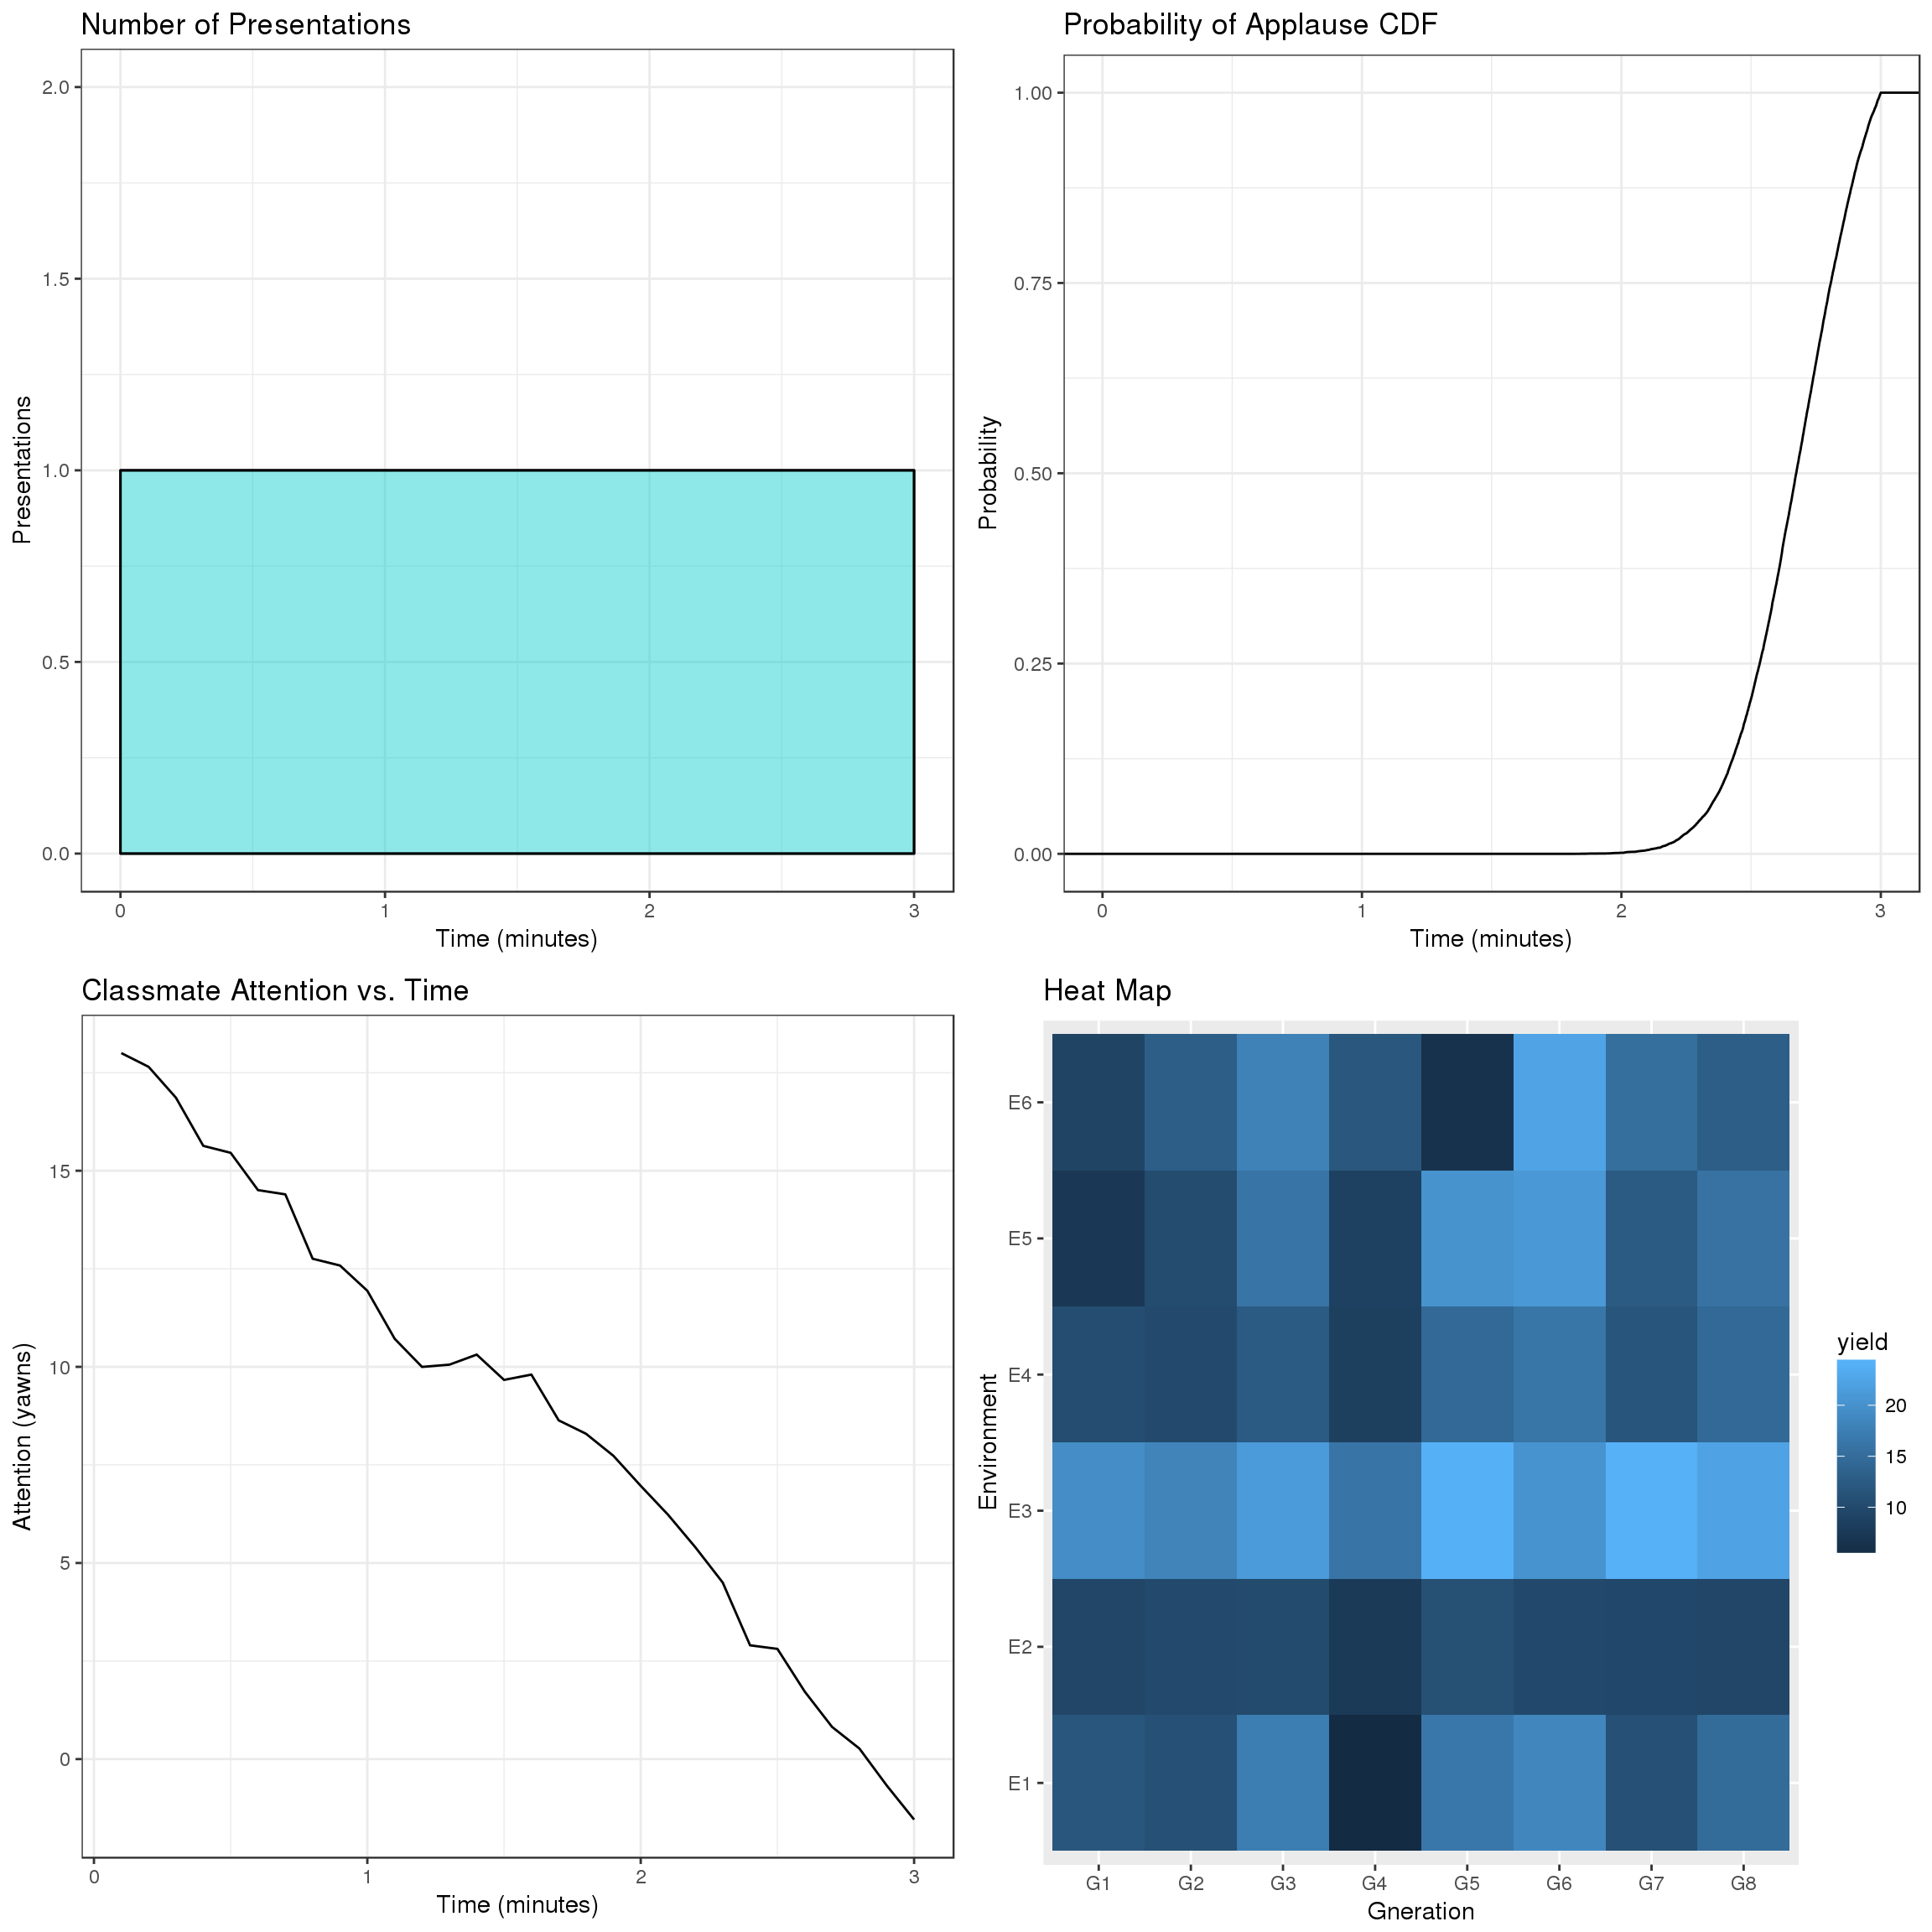 Number of Presentations
2.0
1.5
1.0
0.5
0.0
Presentations
0 1 2 3
Time (minutes)
Probability of Applause CDF
1.00
0.75
0.50
0.25
0.00
Probability
0 1 2 3
Time (minutes)
Classmate Attention vs. Time
15
10
5
0
Attention (yawns)
0 1 2 3
Time (minutes)
Heat Map
E6
E5
E4
E3
E2
E1
Environment
G1 G2 G3 G4 G5 G6 G7 G8
Gneration
yield
20
15
10